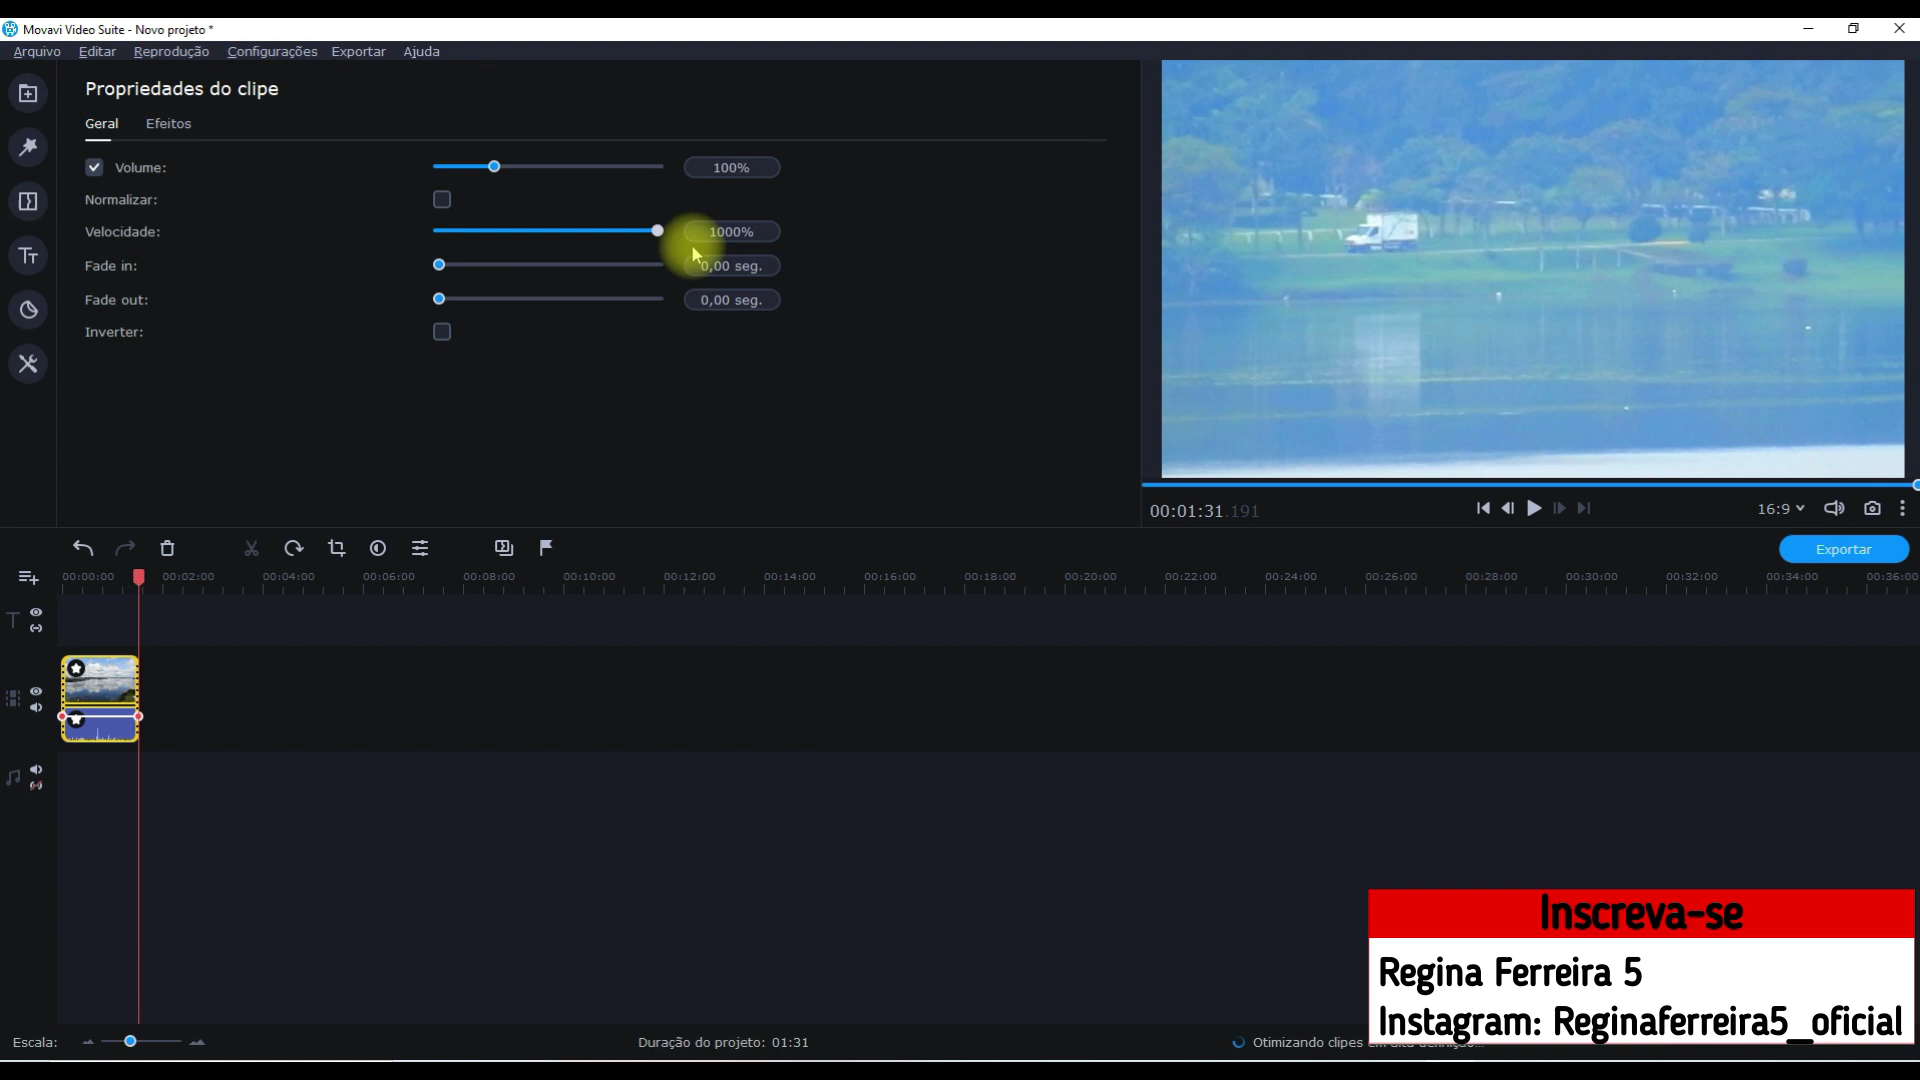 Movavi Video Suite - Novo projeto *
Arquivo Editar Reprodução Configurações Exportar Ajuda
Propriedades do clipe
Geral Efeitos
Volume: 100%
Normalizar:
Velocidade: 1000%
Fade in: 0,00 seg.
Fade out: 0,00 seg.
Inverter:
00:01:31.191
16:9
Exportar
00:00:00 00:02:00 00:04:00 00:06:00 00:08:00 00:10:00 00:12:00 00:14:00 00:16:00 00:18:00 00:20:00 00:22:00 00:24:00 00:26:00 00:28:00 00:30:00 00:32:00 00:34:00 00:36:00
Inscreva-se
Regina Ferreira 5
Instagram: Reginaferreira5_oficial
Escala: Duração do projeto: 01:31 Otimizando clipes